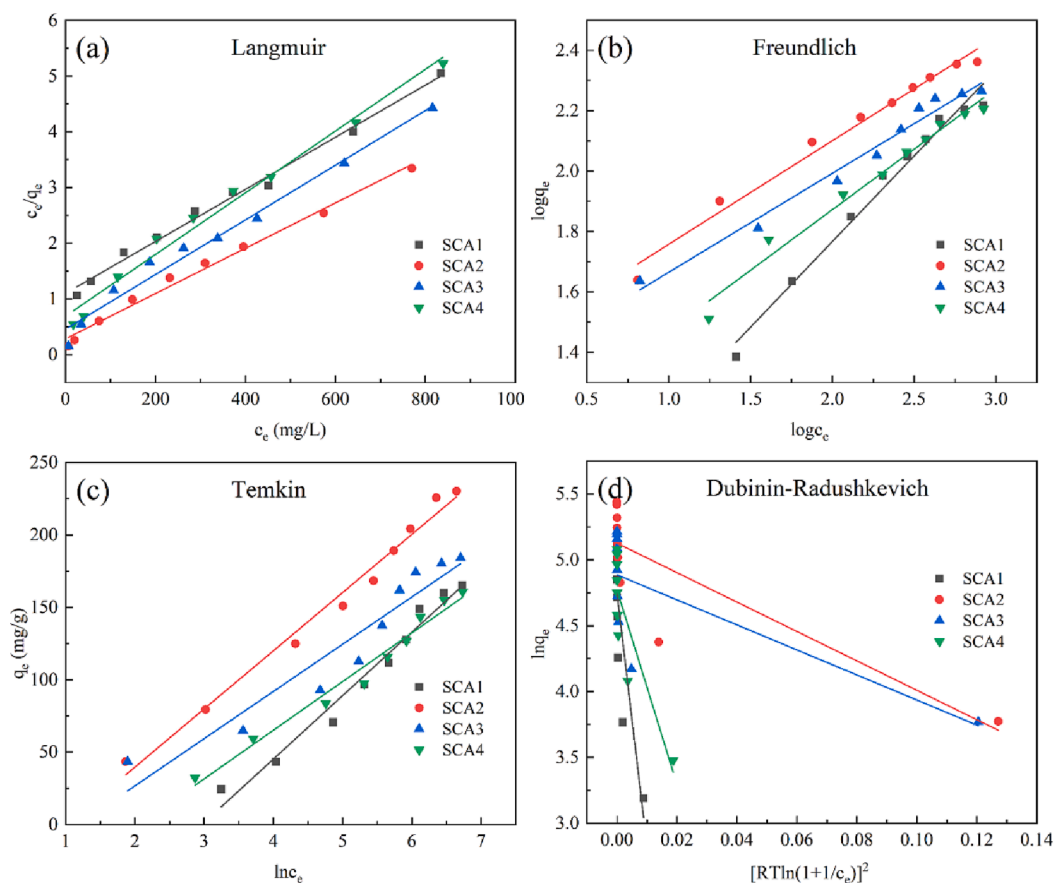 (a) Langmuir
6
5
4
3
2
1
0
c_e/q_e
SCA1
SCA2
SCA3
SCA4
0 200 400 600 800 100
c_e (mg/L)
(b) Freundlich
2.4
2.2
2.0
1.8
1.6
1.4
logq_e
SCA1
SCA2
SCA3
SCA4
0.5 1.0 1.5 2.0 2.5 3.0
logc_e
(c) Temkin
250
200
150
100
50
0
q_e (mg/g)
SCA1
SCA2
SCA3
SCA4
1 2 3 4 5 6 7
lnc_e
(d) Dubinin-Radushkevich
5.5
5.0
4.5
4.0
3.5
3.0
lnq_e
SCA1
SCA2
SCA3
SCA4
0.00 0.02 0.04 0.06 0.08 0.10 0.12 0.14
[RTln(1+1/c_e)]^2